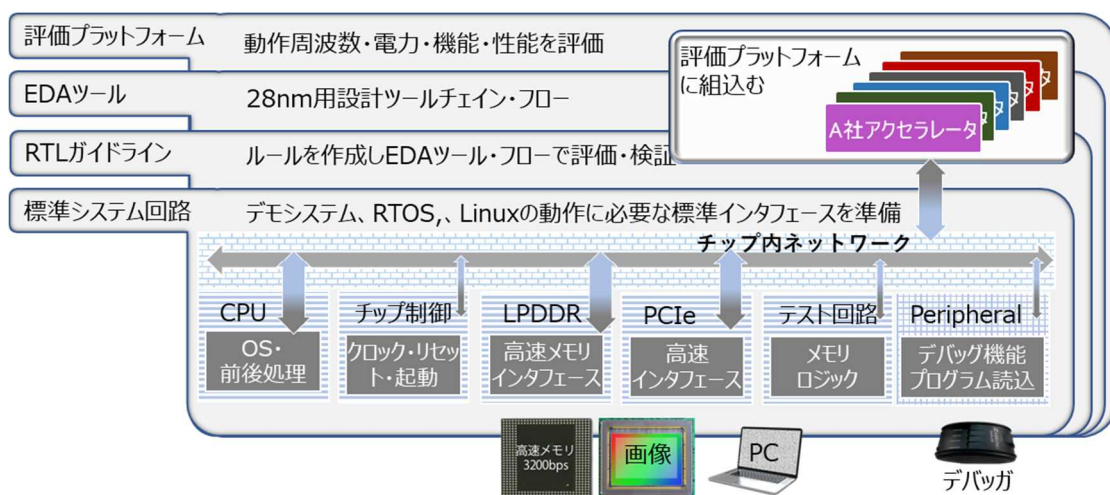 評価プラットフォーム
動作周波数・電力・機能・性能を評価
評価プラットフォーム
に組込む
タ
タ
A社アクセラレータ
EDAツール
28nm用設計ツールチェイン・フロー
RTLガイドライン
ルールを作成しEDAツール・フローで評価・検証
標準システム回路
デモシステム、RTOS,、Linuxの動作に必要な標準インタフェースを準備
チップ内ネットワーク
CPU
OS・
前後処理
チップ制御
クロック・リセッ
ト・起動
LPDDR
高速メモリ
インタフェース
PCIe
高速
インタフェース
テスト回路
メモリ
ロジック
Peripheral
デバッグ機能
プログラム読込
高速メモリ
3200bps
画像
PC
デバッガ